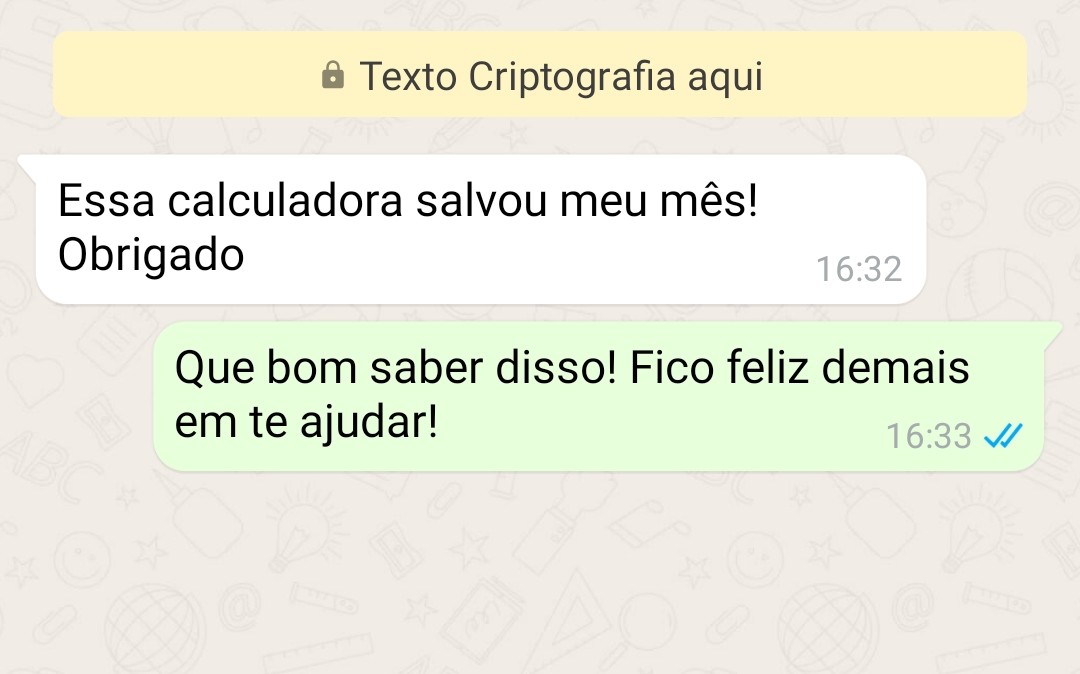 Texto Criptografia aqui
Essa calculadora salvou meu mês!
Obrigado
16:32
Que bom saber disso! Fico feliz demais
em te ajudar!
16:33